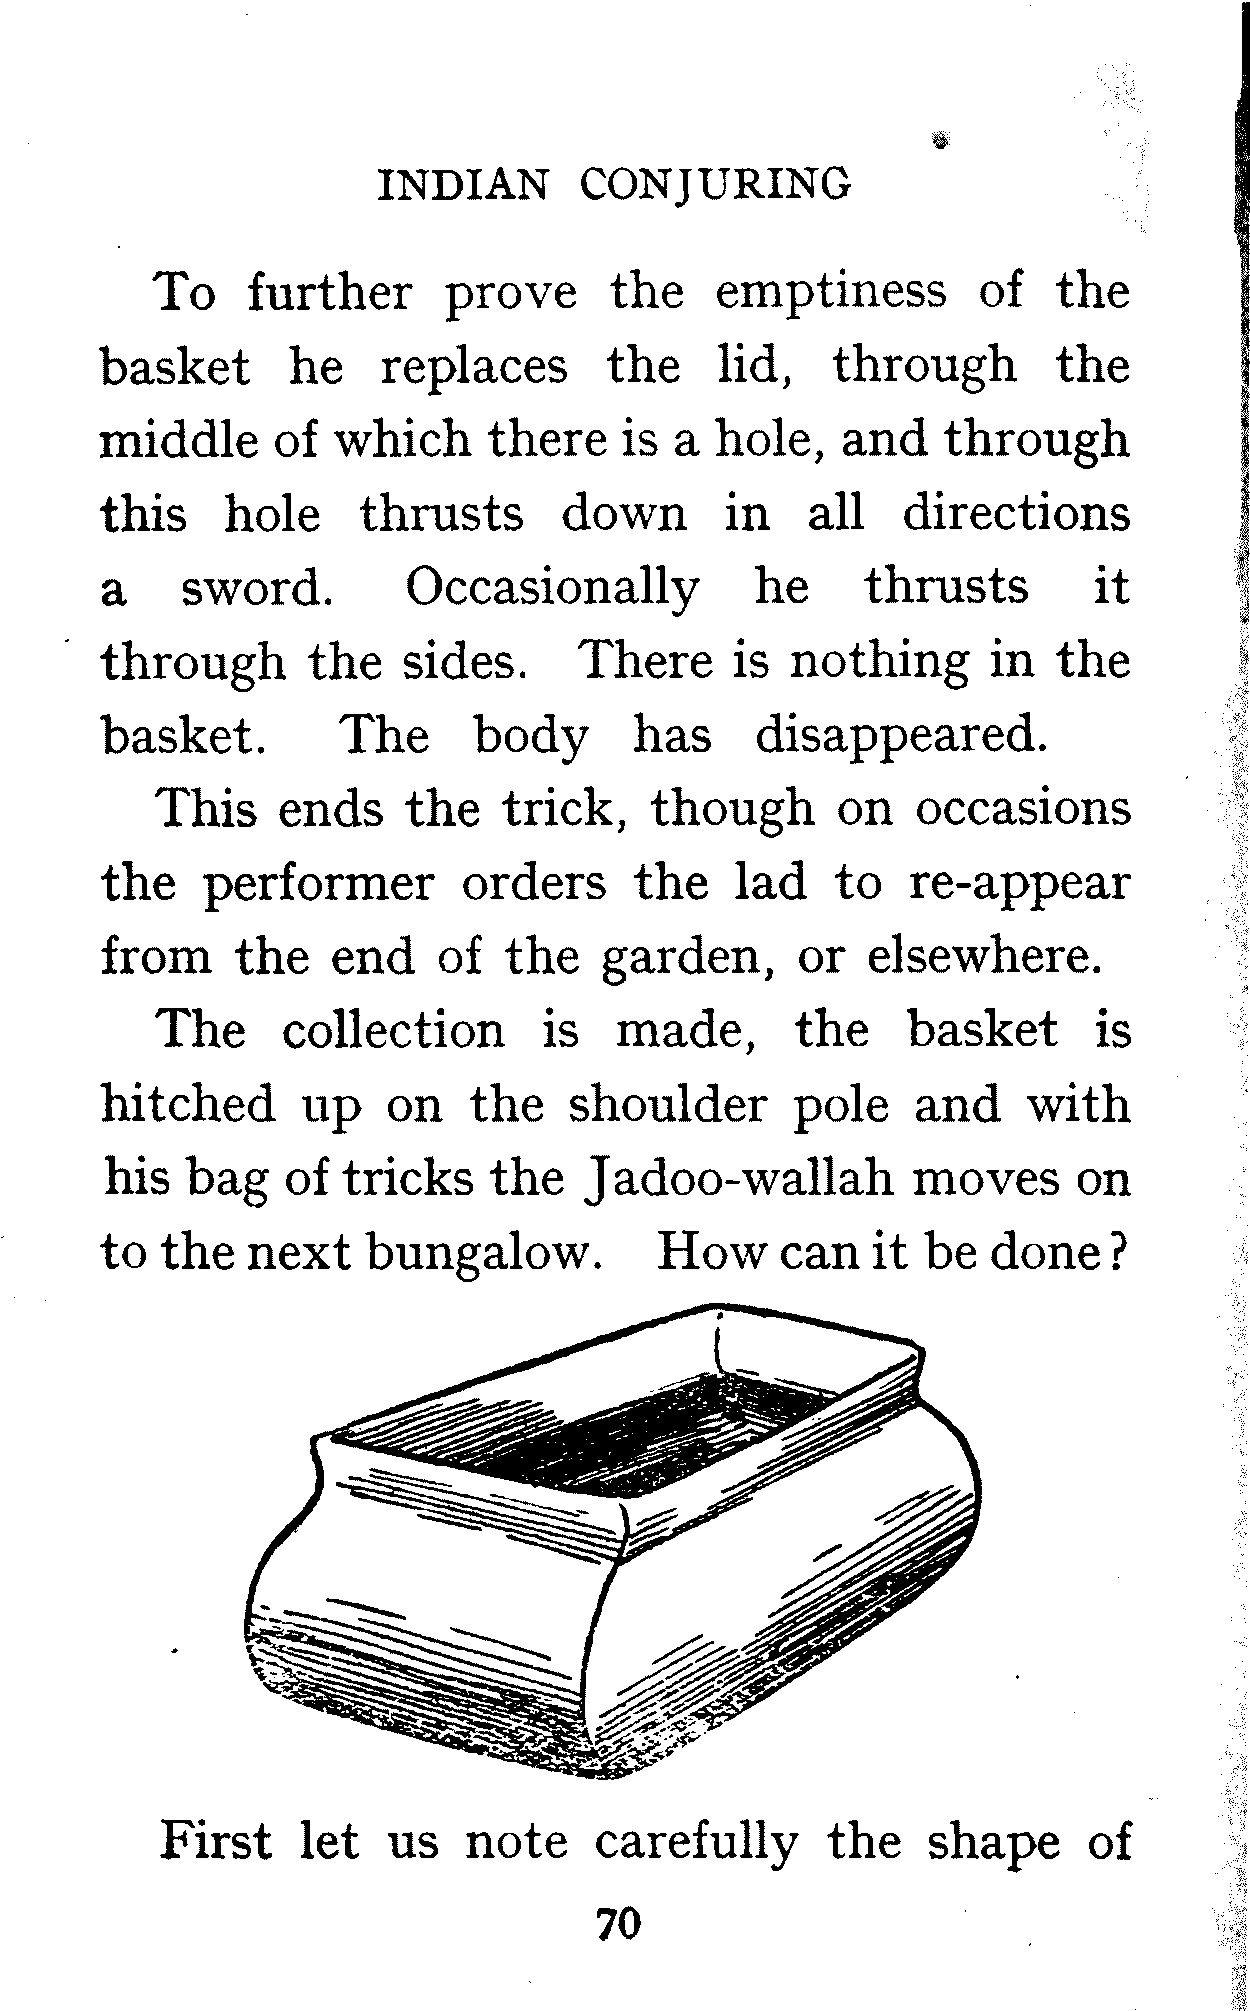 INDIAN CONJURING
To further prove the emptiness of the
basket he replaces the lid, through the
middle of which there is a hole, and through
this hole thrusts down in all directions
a sword. Occasionally he thrusts it
through the sides. There is nothing in the
basket. The body has disappeared.
This ends the trick, though on occasions
the performer orders the lad to re-appear
from the end of the garden, or elsewhere.
The collection is made, the basket is
hitched up on the shoulder pole and with
his bag of tricks the Jadoo-wallah moves on
to the next bungalow. How can it be done?
First let us note carefully the shape of
70